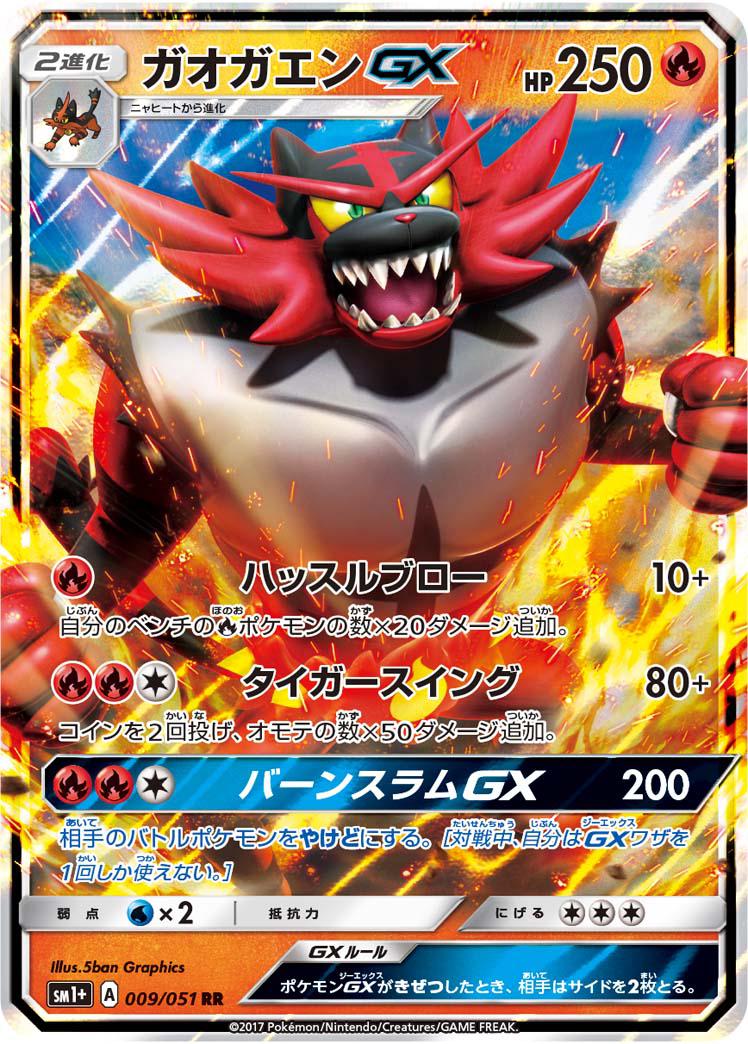 2進化
ガオガエンGX
HP250
ニャヒートから進化
ハッスルブロー 10+
自分のベンチの ポケモンの数×20ダメージ追加。
タイガースイング 80+
コインを2回投げ、オモテの数×50ダメージ追加。
バーンスラムGX 200
相手のバトルポケモンをやけどにする。[対戦中、自分はGXワザを
1回しか使えない。]
弱点 ×2 抵抗力 にげる
GXルール
ポケモンGXがきぜつしたとき、相手はサイドを2枚とる。
Illus.5ban Graphics
SM1+ A 009/051 RR
©2017 Pokémon/Nintendo/Creatures/GAME FREAK.